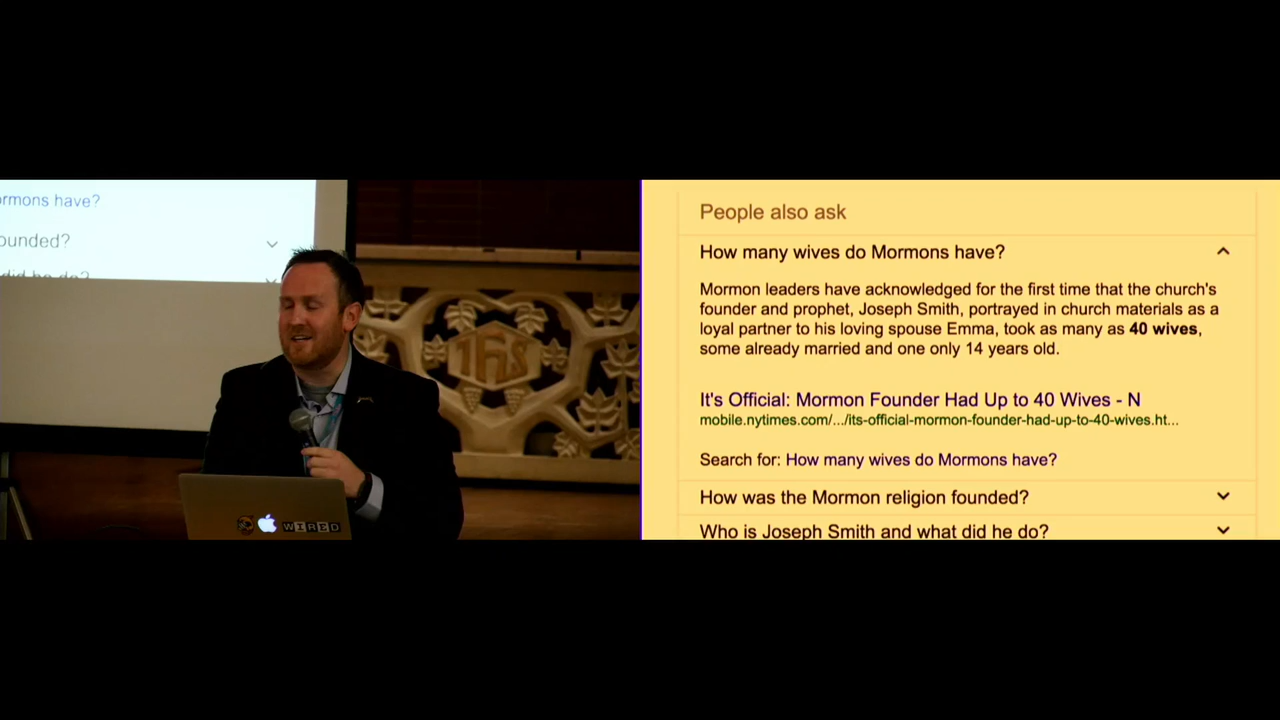 ormons have?
ounded?
did he do?
IHS
WIRED
People also ask
How many wives do Mormons have?
Mormon leaders have acknowledged for the first time that the church's
founder and prophet, Joseph Smith, portrayed in church materials as a
loyal partner to his loving spouse Emma, took as many as 40 wives,
some already married and one only 14 years old.
It's Official: Mormon Founder Had Up to 40 Wives - N
mobile.nytimes.com/.../its-official-mormon-founder-had-up-to-40-wives.ht...
Search for: How many wives do Mormons have?
How was the Mormon religion founded?
Who is Joseph Smith and what did he do?